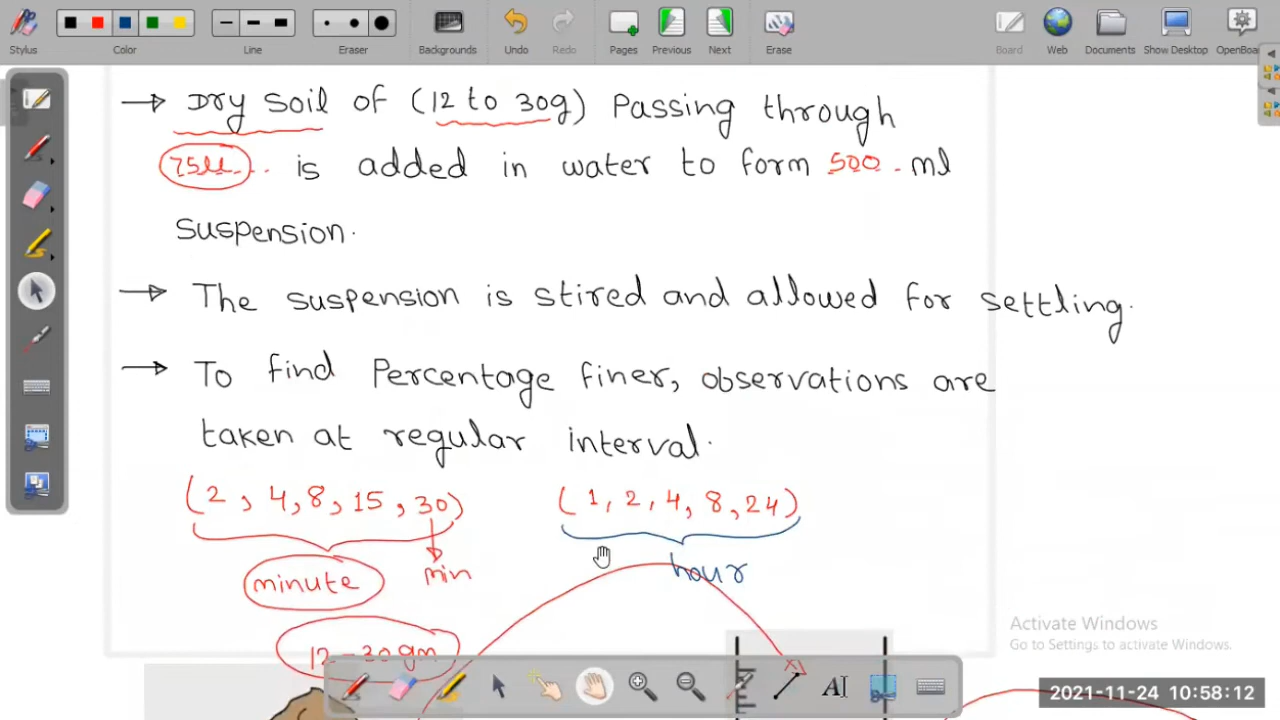 Stylus
Color
Line
Eraser
Backgrounds
Undo
Redo
Pages
Previous
Next
Erase
Board
Web
Documents
Show Desktop
OpenBoa
→ Dry soil of (12 to 30g) Passing through
75μ... is added in water to form 500 . ml
suspension.
→ The suspension is stired and allowed for settling.
→ To find Percentage finer, observations are
taken at regular interval.
(2, 4, 8, 15, 30) (1, 2, 4, 8, 24)
minute min hour
12-30gm
Activate Windows
Go to Settings to activate Windows.
2021-11-24 10:58:12